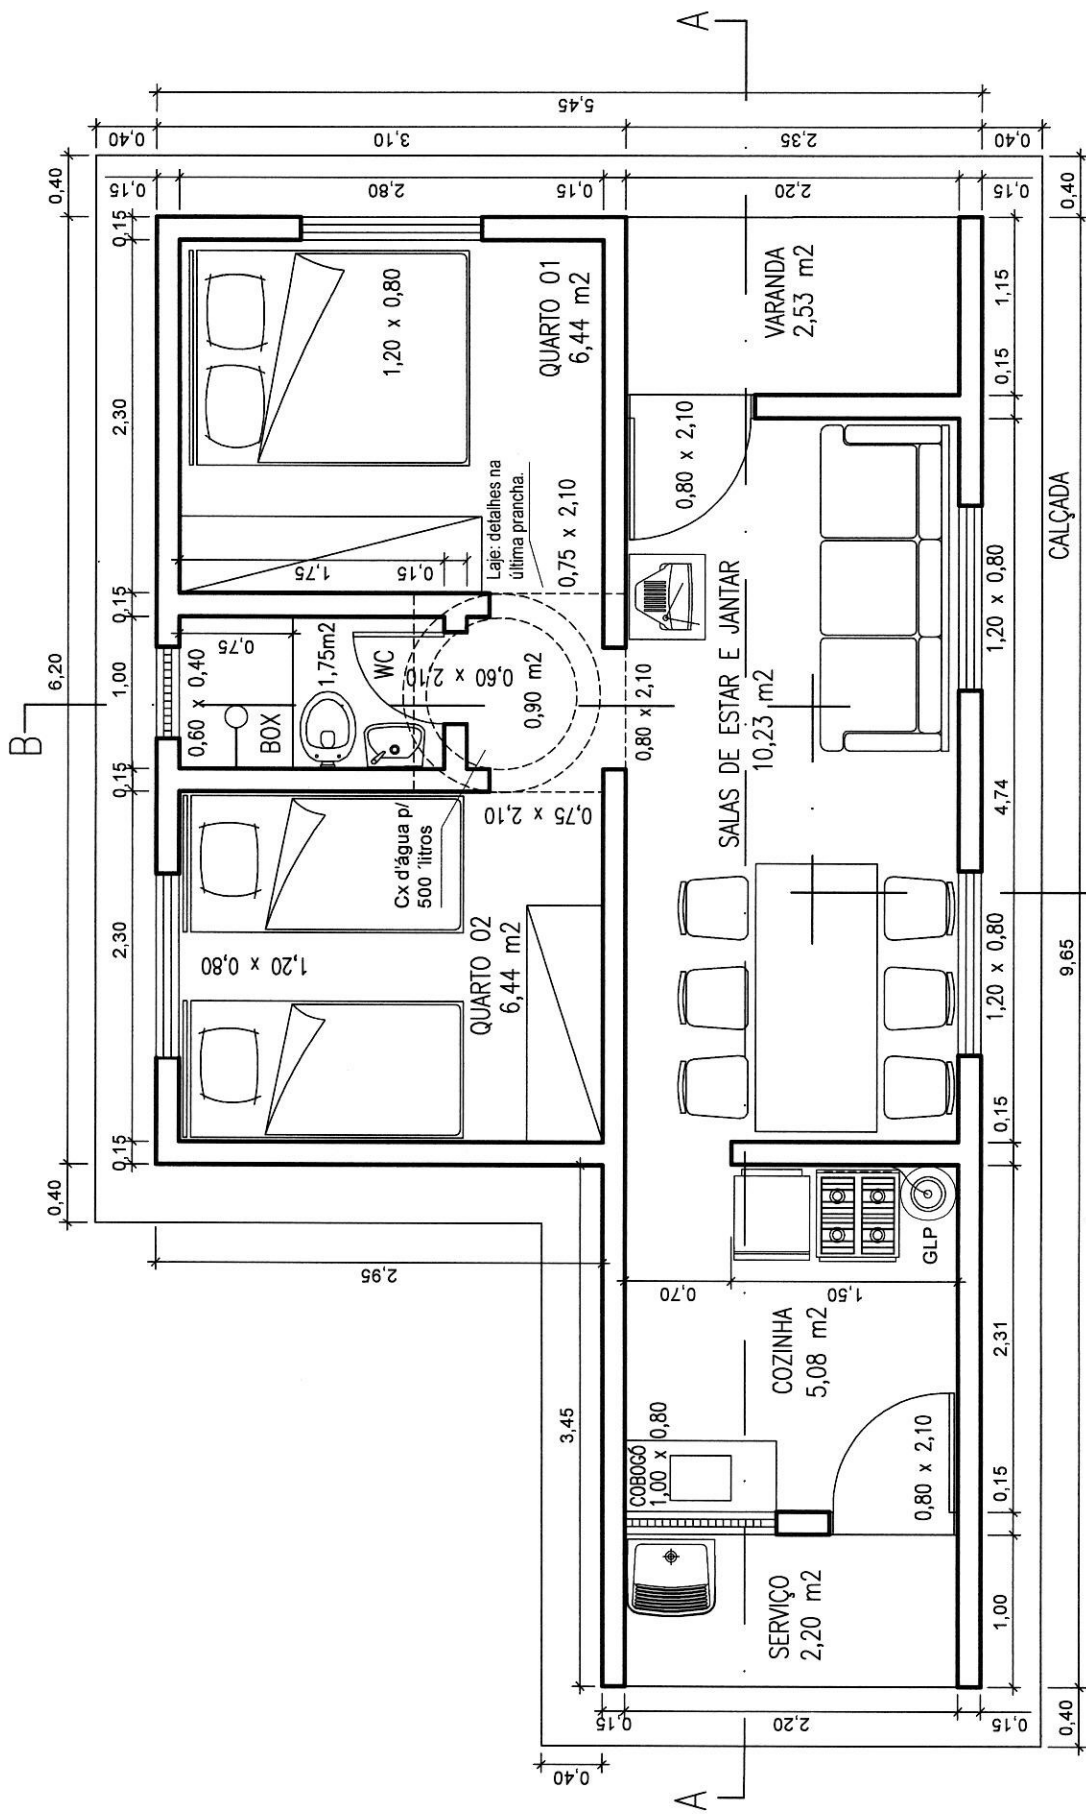 B
A
6,20
0,40
0,40
0,15
2,30
0,15
1,00
0,15
2,30
0,15
0,40
3,10
2,35
0,40
5,45
0,15
2,80
0,15
2,20
0,15
QUARTO 01
6,44 m2
1,20 x 0,80
Laje: detalhes na
última prancha.
0,75 x 2,10
1,75
0,15
0,60 x 0,40
0,75
BOX
1,75m2
WC
0,60 x 2,10
0,90 m2
0,80 x 2,10
Cx d'água p/
500 litros
0,75 x 2,10
QUARTO 02
6,44 m2
1,20 x 0,80
2,95
3,45
VARANDA
2,53 m2
0,80 x 2,10
SALAS DE ESTAR E JANTAR
10,23 m2
1,20 x 0,80
1,20 x 0,80
GLP
0,70
1,50
COZINHA
5,08 m2
COBOGÓ
1,00 x 0,80
0,80 x 2,10
SERVIÇO
2,20 m2
0,15
2,20
0,15
0,40
1,00
0,15
2,31
0,15
4,74
0,15
1,15
CALÇADA
0,40
9,65
0,40
A